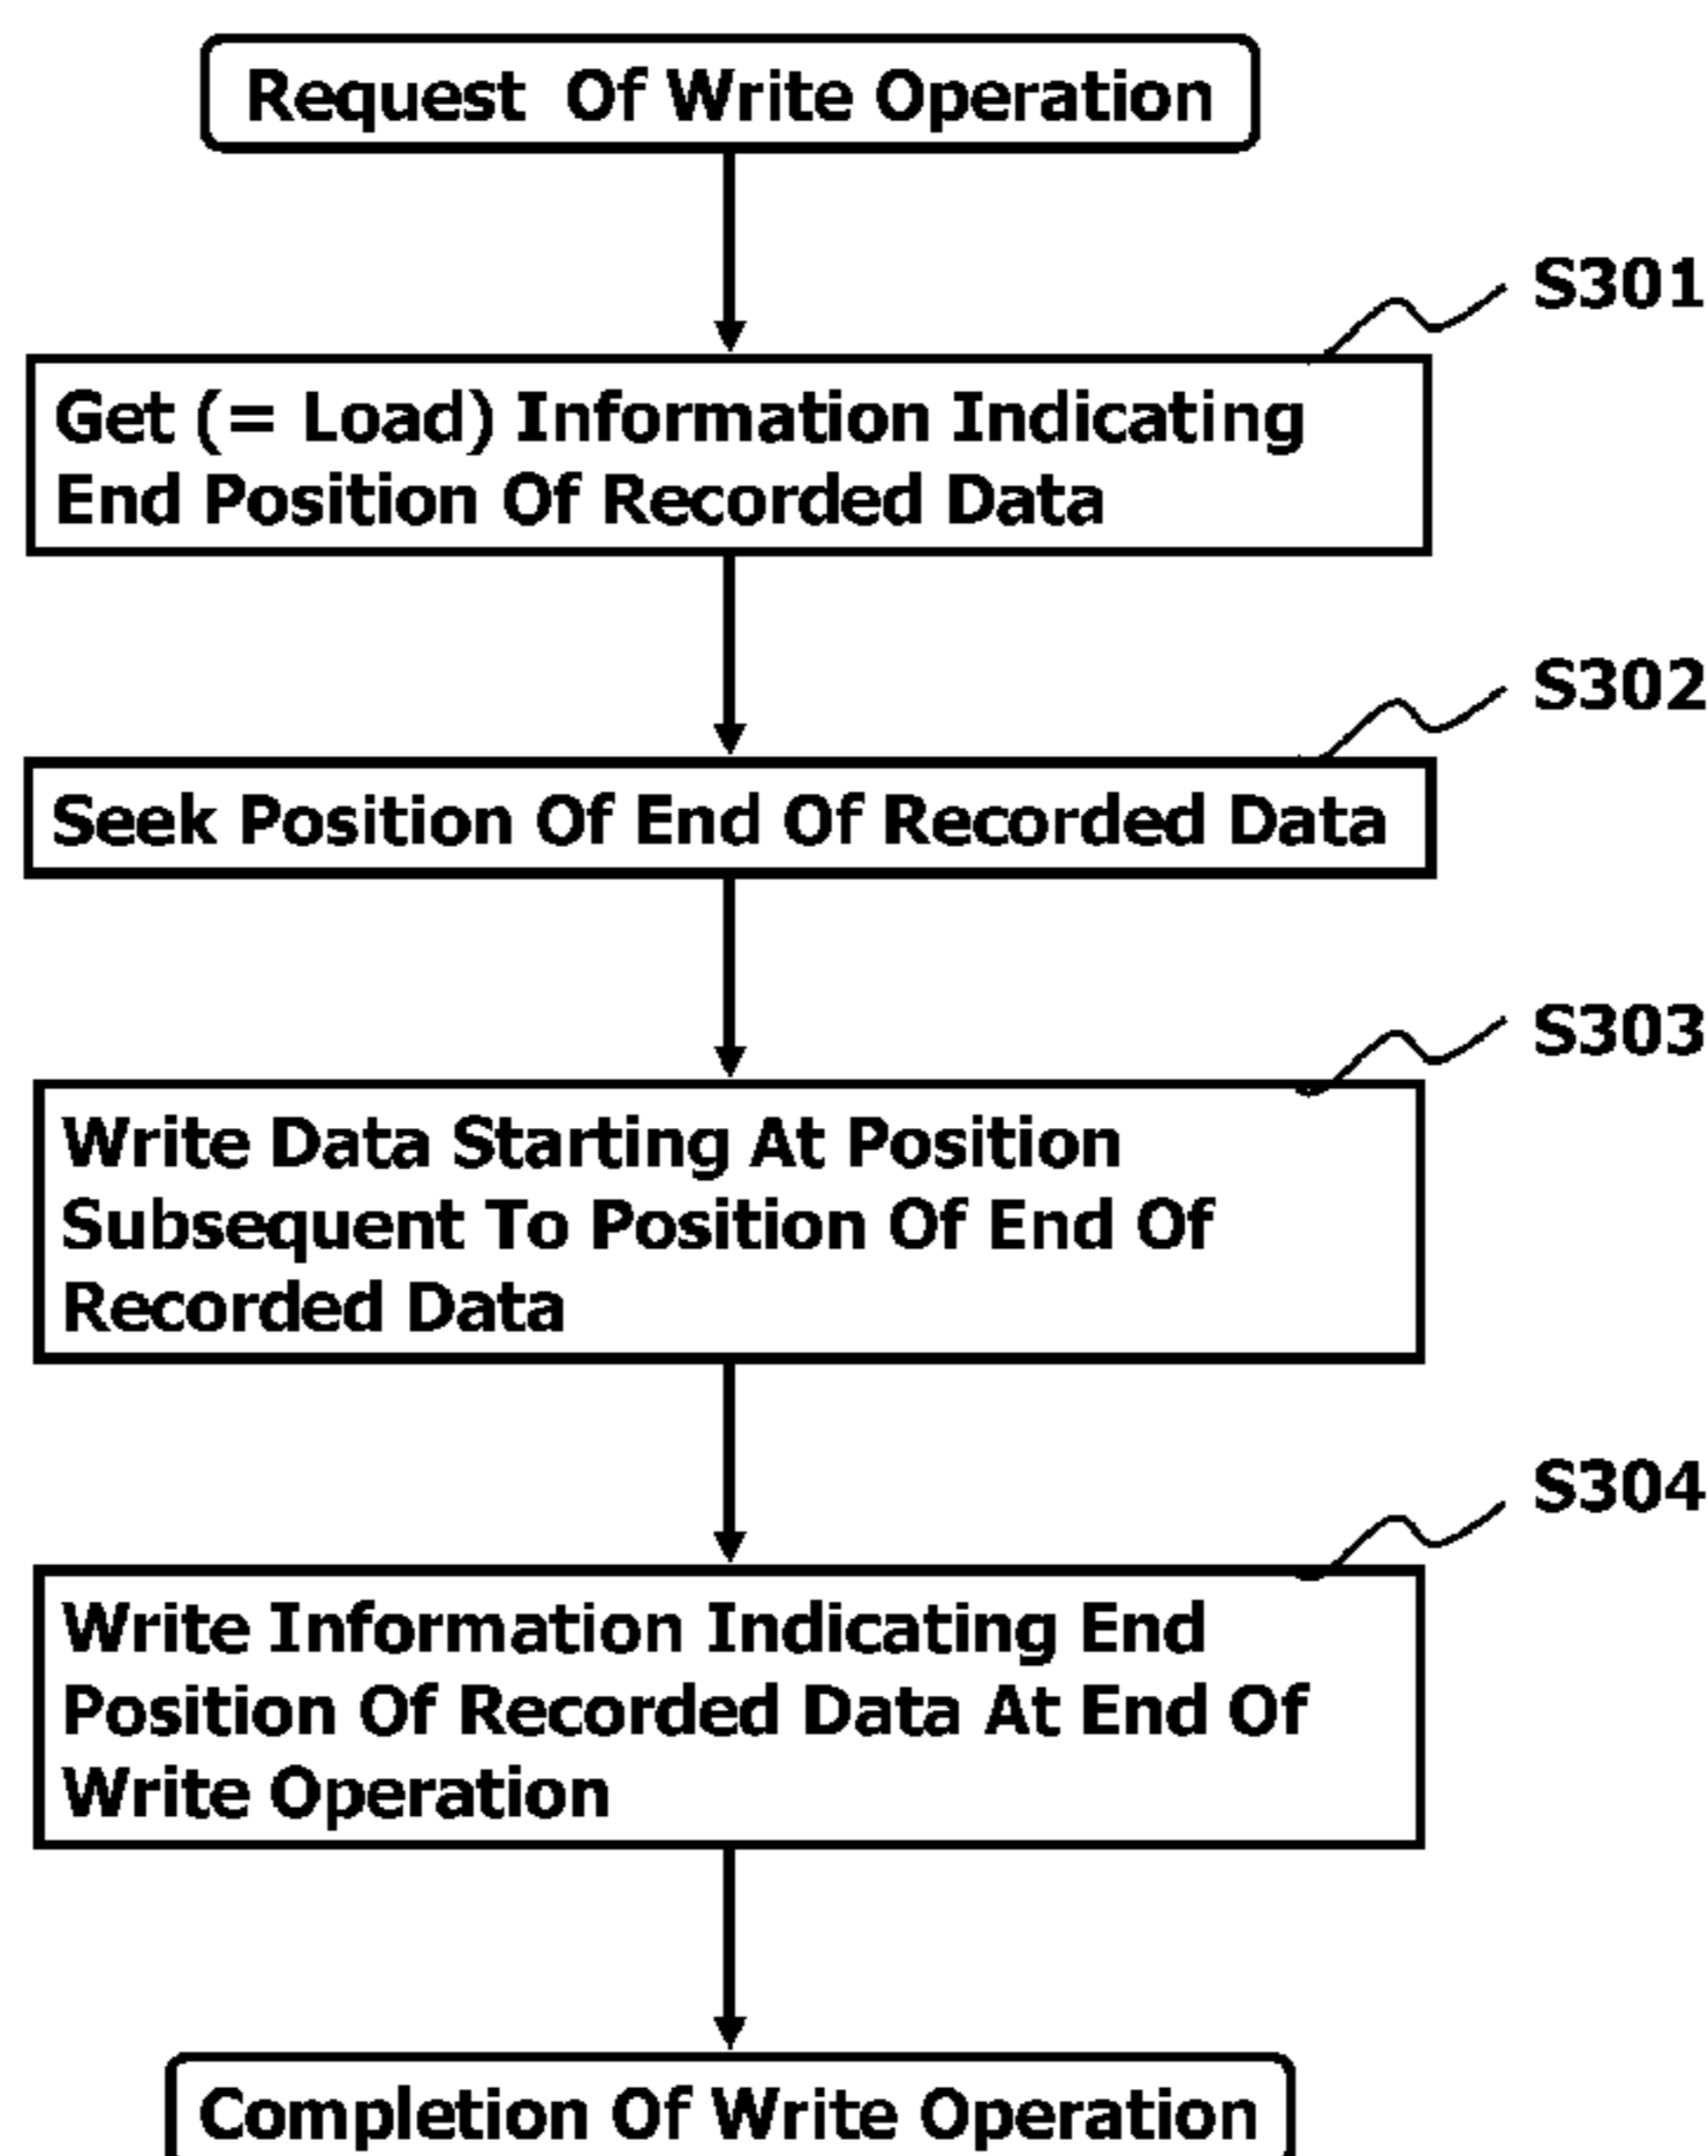 Request Of Write Operation
S301
Get (= Load) Information Indicating
End Position Of Recorded Data
S302
Seek Position Of End Of Recorded Data
S303
Write Data Starting At Position
Subsequent To Position Of End Of
Recorded Data
S304
Write Information Indicating End
Position Of Recorded Data At End Of
Write Operation
Completion Of Write Operation